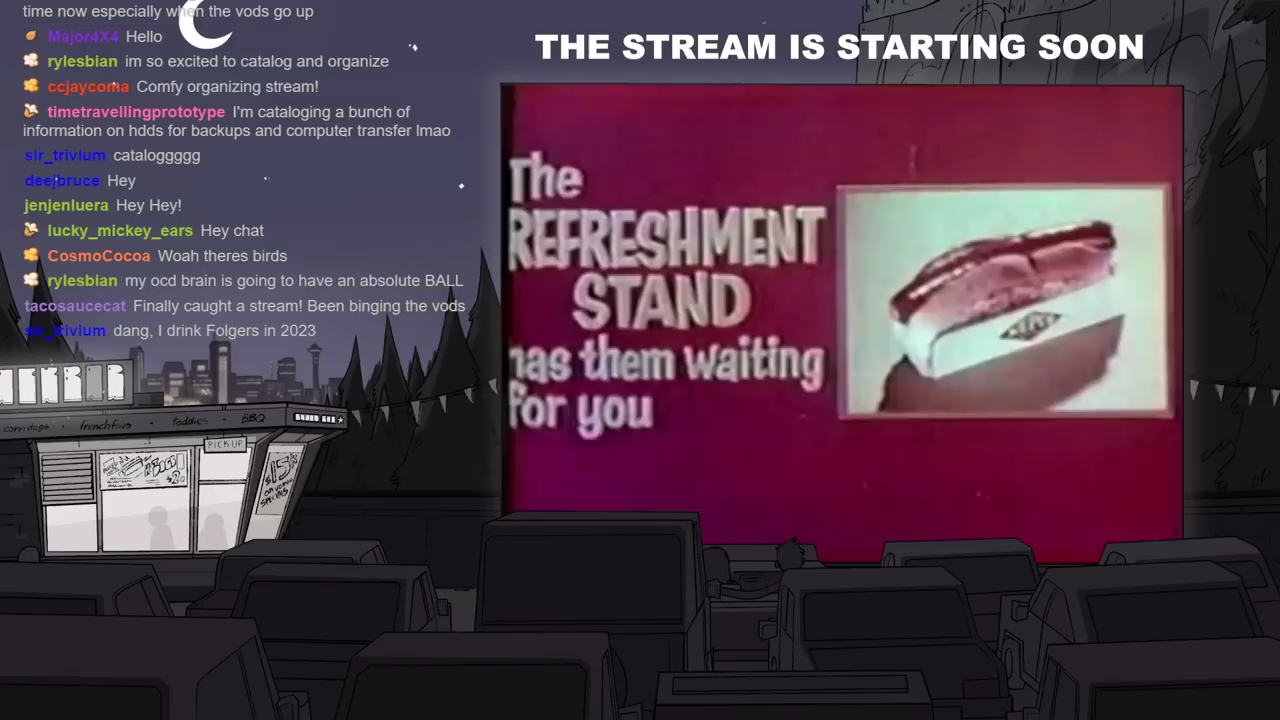 time now especially when the vods go up
Major4X4 Hello
rylesbian im so excited to catalog and organize
ccjaycoma Comfy organizing stream!
timetravellingprototype I'm cataloging a bunch of
information on hdds for backups and computer transfer lmao
sir_trivium cataloggggg
deejbruce Hey
jenjenluera Hey Hey!
lucky_mickey_ears Hey chat
CosmoCocoa Woah theres birds
rylesbian my ocd brain is going to have an absolute BALL
tacosaucecat Finally caught a stream! Been binging the vods
sir_trivium dang, I drink Folgers in 2023
THE STREAM IS STARTING SOON
The
REFRESHMENT
STAND
has them waiting
for you
corndogs • frenchfries • toddies • BBQ
PICK UP